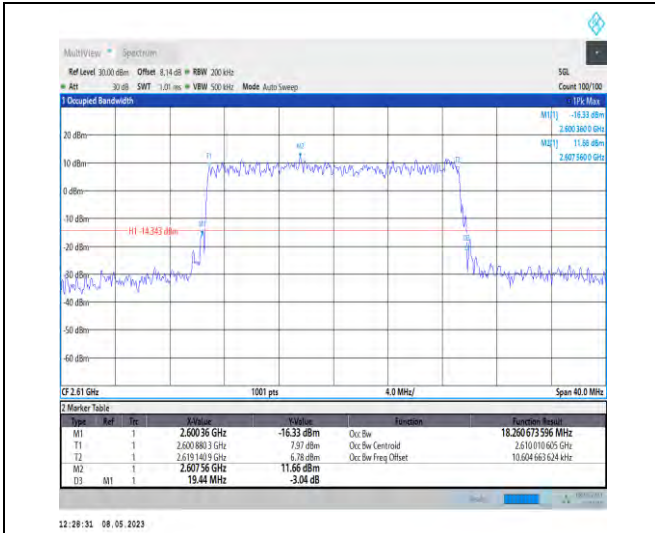 MultiView Spectrum
Ref Level 30.00 dBm Offset 8.14 dB RBW 200 kHz SGL
Att 30 dB SWT 1.01 ms VBW 500 kHz Mode Auto Sweep Count 100/100
1 Occupied Bandwidth 1Pk Max
M1[1] -16.33 dBm
2.600 360 0 GHz
M2[1] 11.66 dBm
2.607 560 0 GHz
20 dBm
M2
T1 T2
10 dBm
0 dBm
-10 dBm
M1
H1 -14.343 dBm
D3
-20 dBm
-30 dBm
-40 dBm
-50 dBm
-60 dBm
CF 2.61 GHz 1001 pts 4.0 MHz/ Span 40.0 MHz
2 Marker Table
Type Ref Trc X-Value Y-Value Function Function Result
M1 1 2.600 36 GHz -16.33 dBm Occ Bw 18.260 673 596 MHz
T1 1 2.600 880 3 GHz 7.97 dBm Occ Bw Centroid 2.610 010 605 GHz
T2 1 2.619 140 9 GHz 6.78 dBm Occ Bw Freq Offset 10.604 663 624 kHz
M2 1 2.607 56 GHz 11.66 dBm
D3 M1 1 19.44 MHz -3.04 dB
12:28:31 08.05.2023